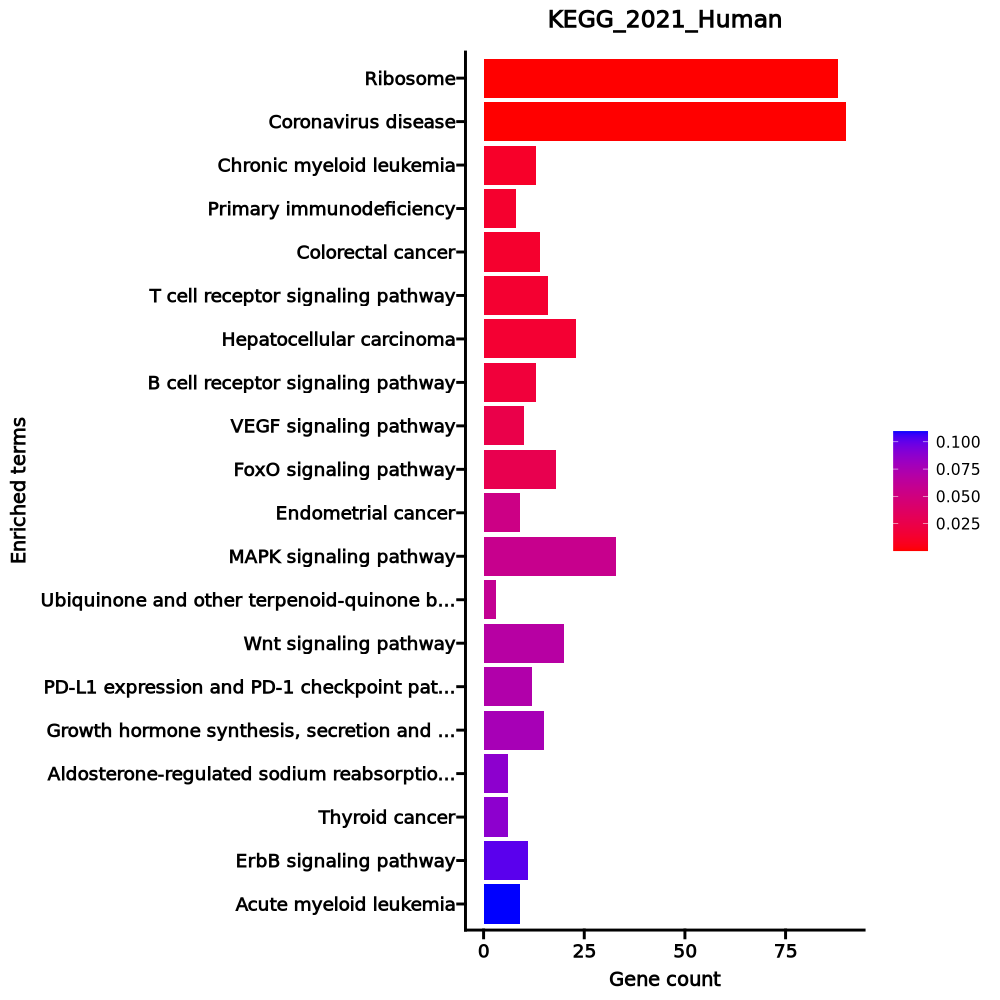 KEGG_2021_Human
Ribosome
Coronavirus disease
Chronic myeloid leukemia
Primary immunodeficiency
Colorectal cancer
T cell receptor signaling pathway
Hepatocellular carcinoma
B cell receptor signaling pathway
VEGF signaling pathway
FoxO signaling pathway
Endometrial cancer
MAPK signaling pathway
Ubiquinone and other terpenoid-quinone b...
Wnt signaling pathway
PD-L1 expression and PD-1 checkpoint pat...
Growth hormone synthesis, secretion and ...
Aldosterone-regulated sodium reabsorptio...
Thyroid cancer
ErbB signaling pathway
Acute myeloid leukemia
Enriched terms
0 25 50 75
Gene count
0.100
0.075
0.050
0.025